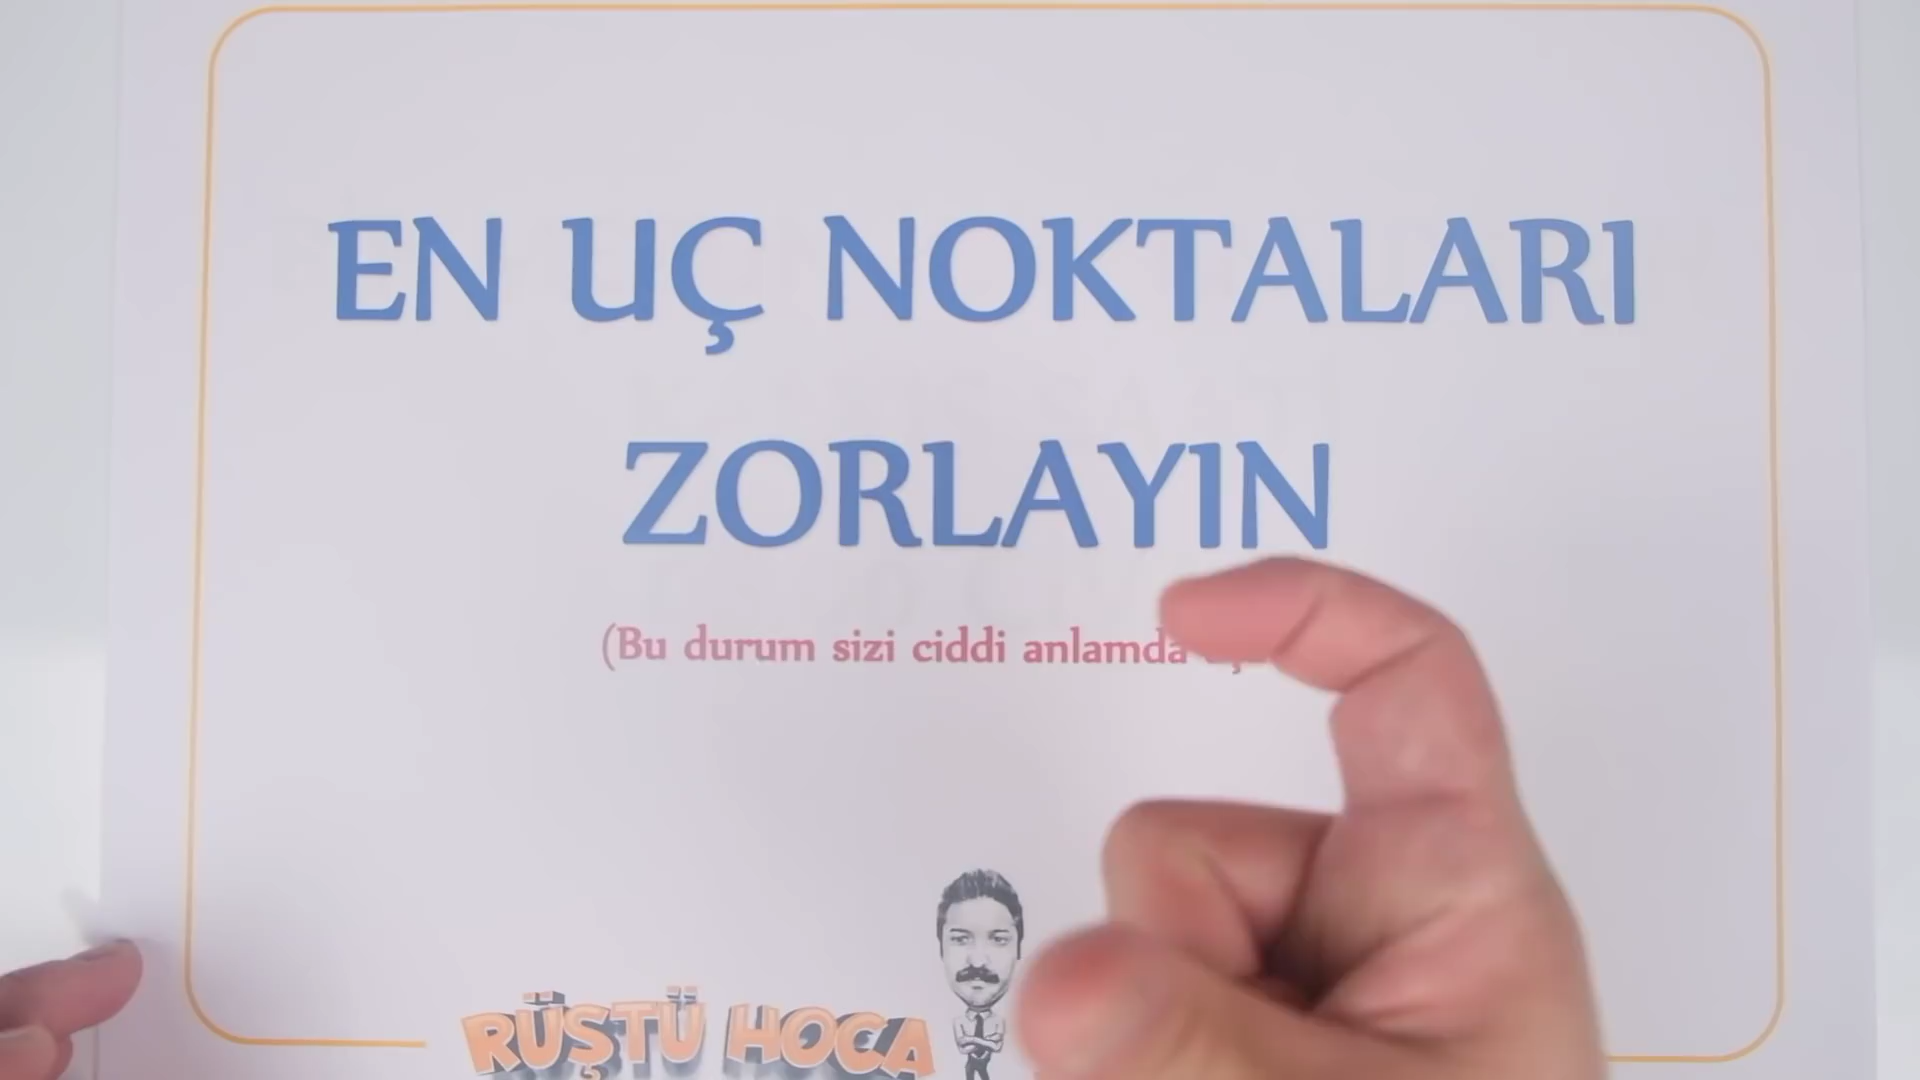 EN UÇ NOKTALARI
ZORLAYIN
(Bu durum sizi ciddi anlamda
RÜŞTÜ HOCA